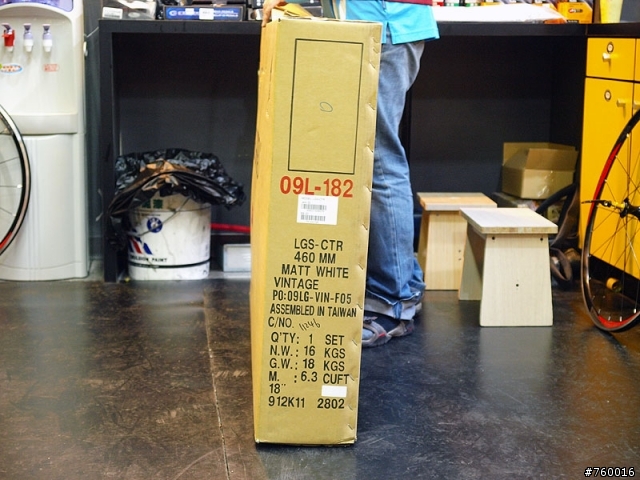 09L-182
LGS-CTR
460 MM
MATT WHITE
VINTAGE
PO:09LG-VIN-F05
ASSEMBLED IN TAIWAN
C/NO.
Q'TY: 1 SET
N.W.: 16 KGS
G.W.: 18 KGS
M. : 6.3 CUFT
18"
912K11 2802
#760016